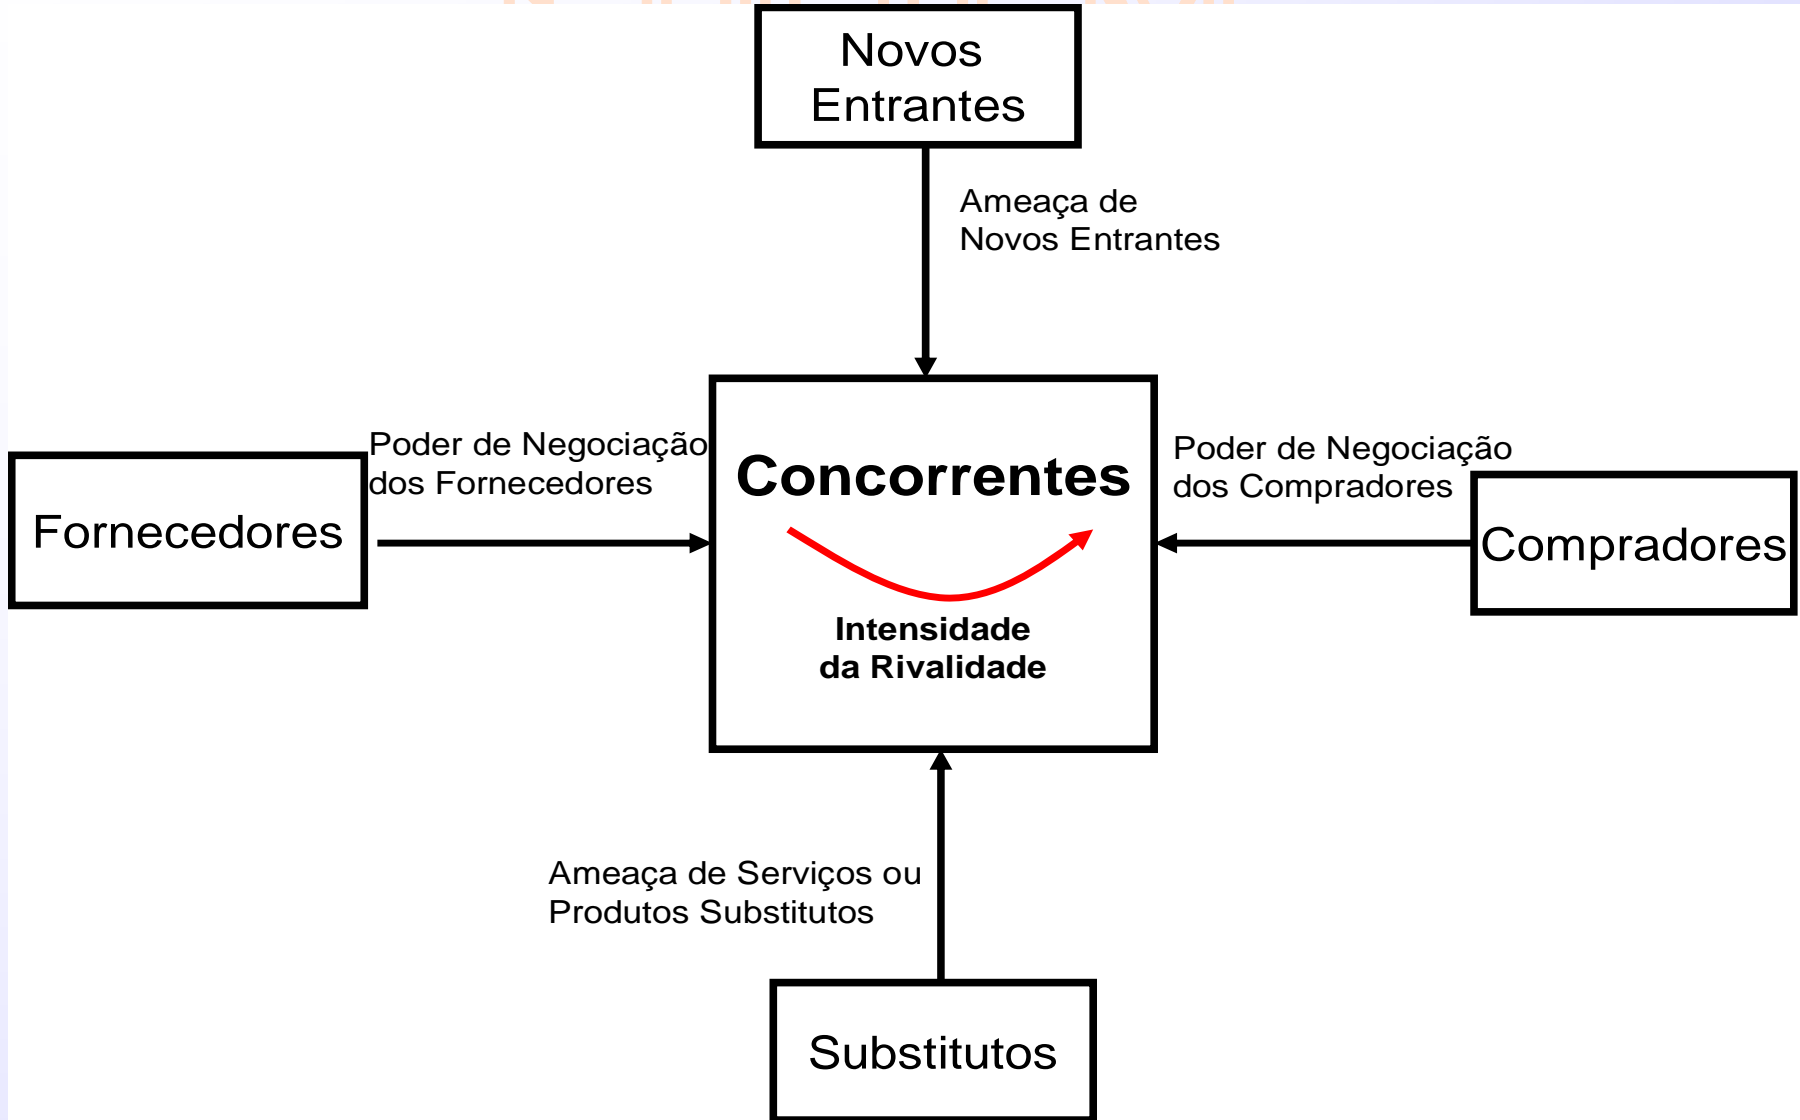 Novos
Entrantes
Ameaça de
Novos Entrantes
Fornecedores
Poder de Negociação
dos Fornecedores
Concorrentes
Intensidade
da Rivalidade
Poder de Negociação
dos Compradores
Compradores
Ameaça de Serviços ou
Produtos Substitutos
Substitutos